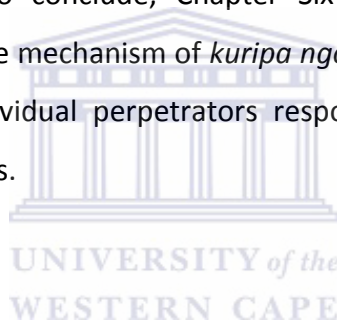 o conclude, Chapter Six
e mechanism of kuripa ngo
vidual perpetrators respo
s.
UNIVERSITY of the
WESTERN CAPE